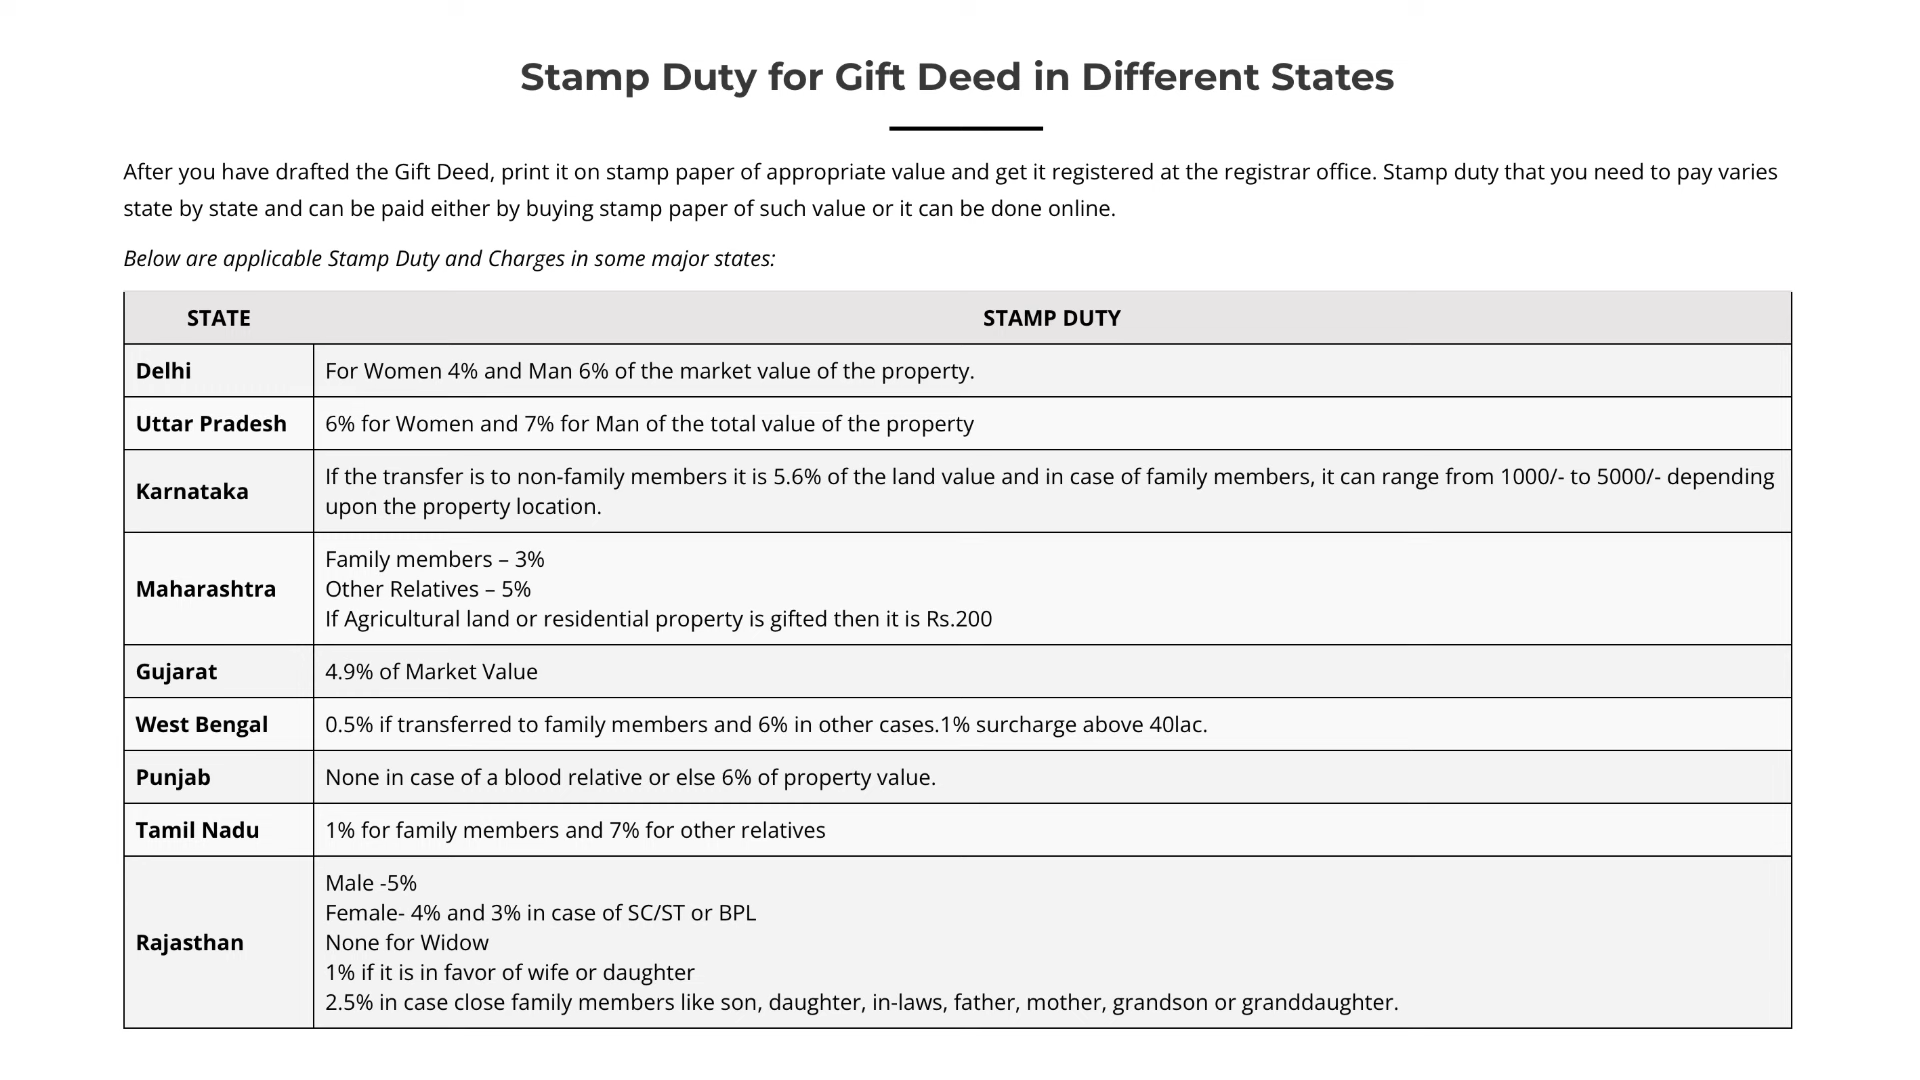 Stamp Duty for Gift Deed in Different States
After you have drafted the Gift Deed, print it on stamp paper of appropriate value and get it registered at the registrar office. Stamp duty that you need to pay varies
state by state and can be paid either by buying stamp paper of such value or it can be done online.
Below are applicable Stamp Duty and Charges in some major states:
STATE STAMP DUTY
Delhi For Women 4% and Man 6% of the market value of the property.
Uttar Pradesh 6% for Women and 7% for Man of the total value of the property
Karnataka If the transfer is to non-family members it is 5.6% of the land value and in case of family members, it can range from 1000/- to 5000/- depending
upon the property location.
Maharashtra Family members – 3%
Other Relatives – 5%
If Agricultural land or residential property is gifted then it is Rs.200
Gujarat 4.9% of Market Value
West Bengal 0.5% if transferred to family members and 6% in other cases.1% surcharge above 40lac.
Punjab None in case of a blood relative or else 6% of property value.
Tamil Nadu 1% for family members and 7% for other relatives
Rajasthan Male -5%
Female- 4% and 3% in case of SC/ST or BPL
None for Widow
1% if it is in favor of wife or daughter
2.5% in case close family members like son, daughter, in-laws, father, mother, grandson or granddaughter.